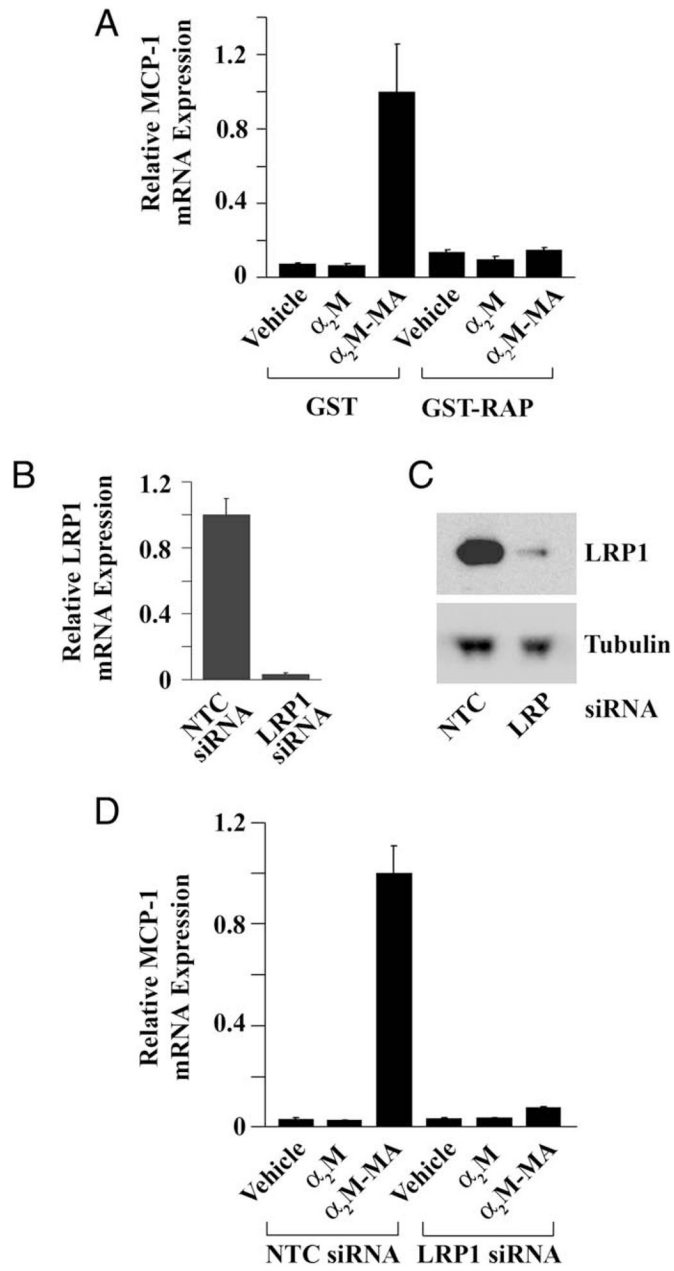 A
Relative MCP-1
mRNA Expression
1.2
0.8
0.4
0
Vehicle
α₂M
α₂M-MA
Vehicle
α₂M
α₂M-MA
GST
GST-RAP
B
Relative LRP1
mRNA Expression
1.2
0.8
0.4
0
NTC
siRNA
LRP1
siRNA
C
LRP1
Tubulin
NTC
LRP
siRNA
D
Relative MCP-1
mRNA Expression
1.2
0.8
0.4
0
Vehicle
α₂M
α₂M-MA
Vehicle
α₂M
α₂M-MA
NTC siRNA
LRP1 siRNA